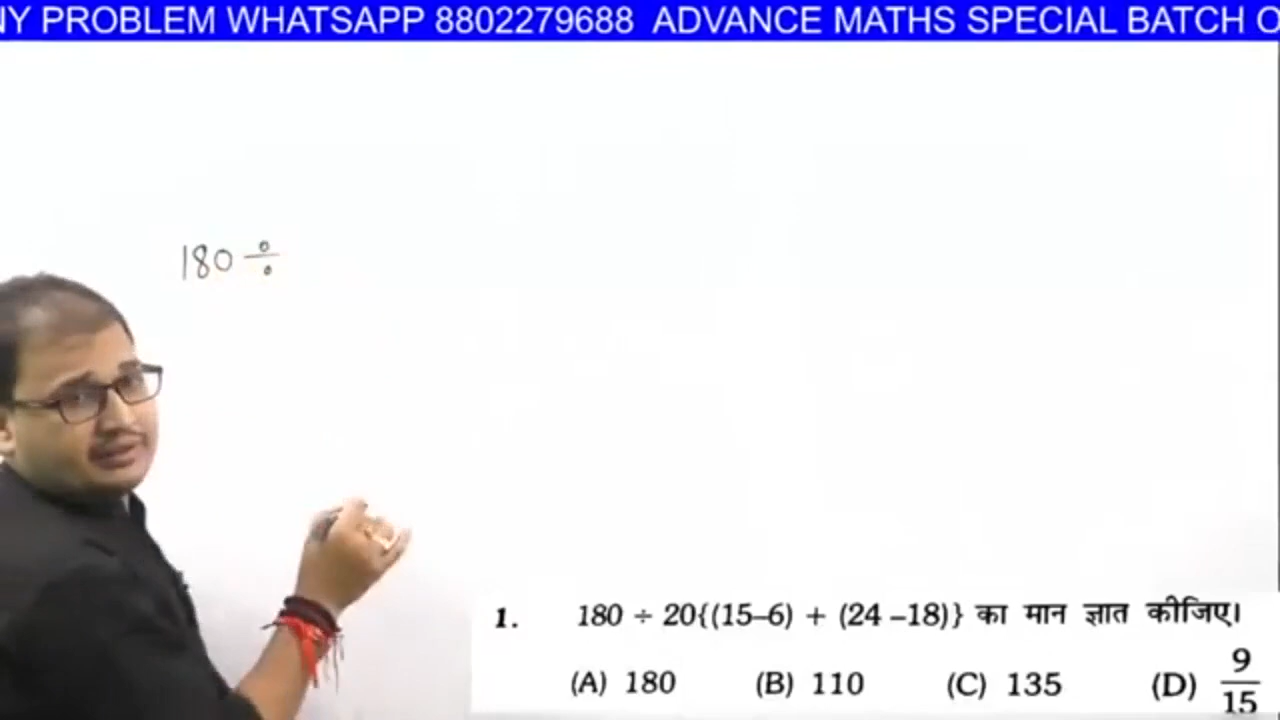 NY PROBLEM WHATSAPP 8802279688 ADVANCE MATHS SPECIAL BATCH O
180 ÷
1. 180 ÷ 20{(15–6) + (24 –18)} का मान ज्ञात कीजिए।
(A) 180 (B) 110 (C) 135 (D) 9/15